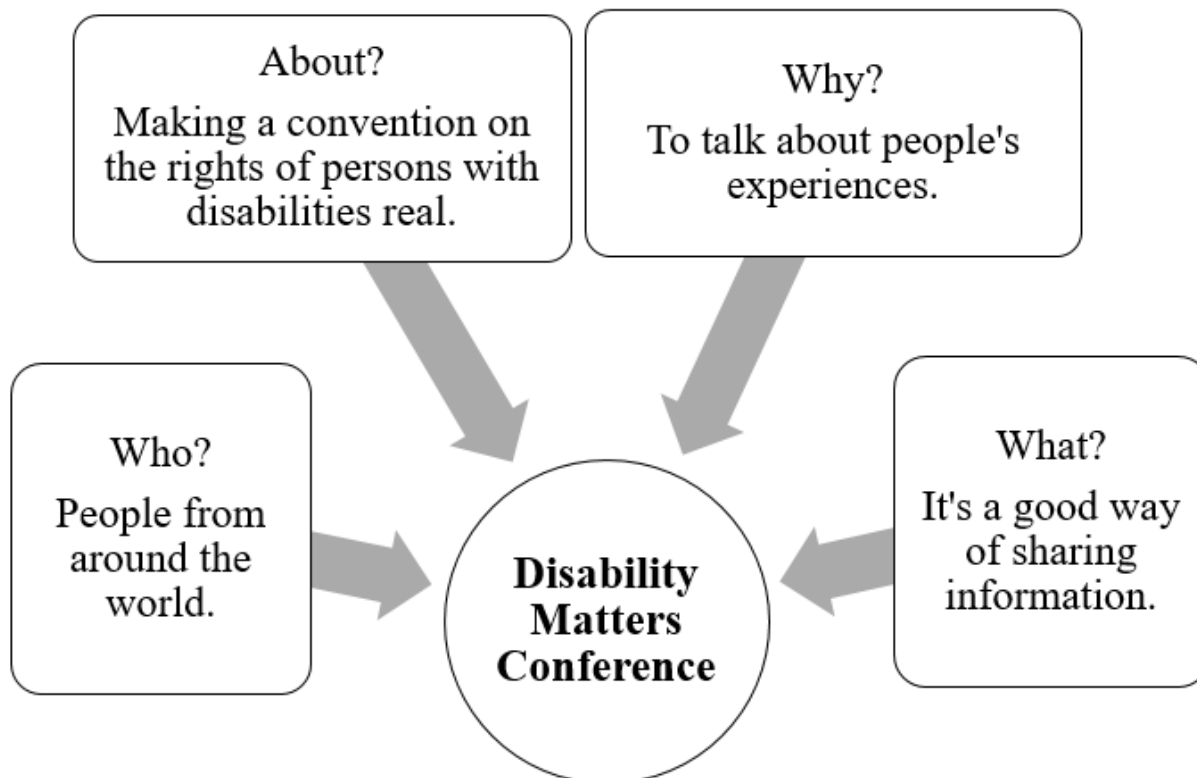 About?
Making a convention on
the rights of persons with
disabilities real.
Why?
To talk about people's
experiences.
Who?
People from
around the
world.
What?
It's a good way
of sharing
information.
Disability
Matters
Conference